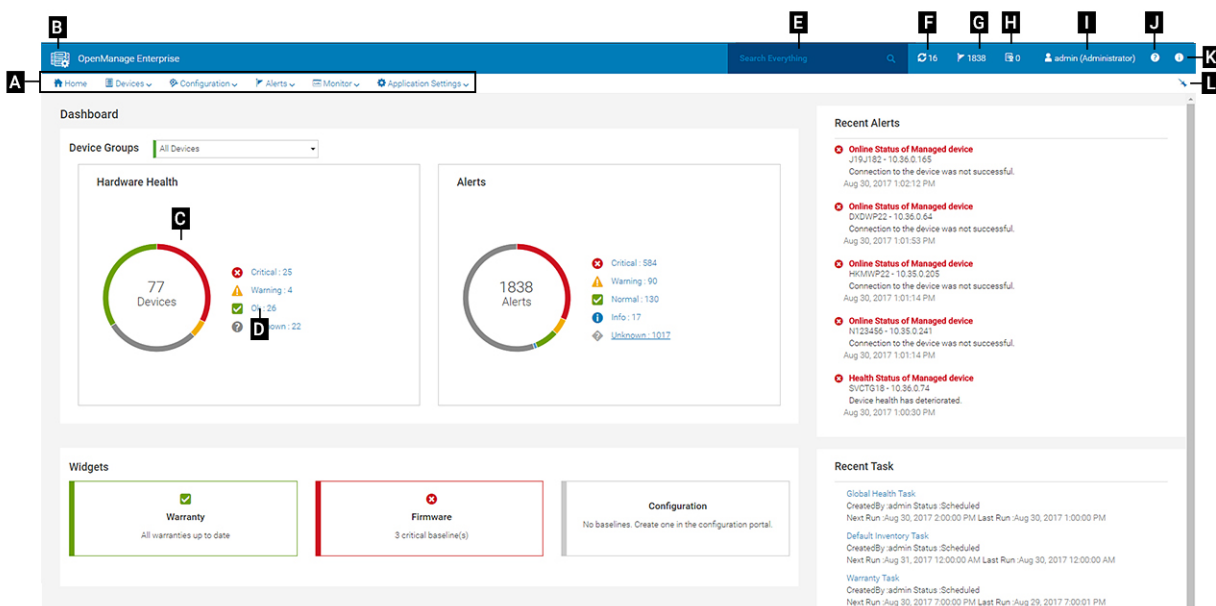 B
E
F
G
H
I
J
K
L
A
OpenManage Enterprise
Search Everything
16
1838
0
admin (Administrator)
Home Devices Configuration Alerts Monitor Application Settings
Dashboard
Device Groups All Devices
Hardware Health
C
77
Devices
Critical : 25
Warning : 4
Ok : 26
D
: 22
Alerts
1838
Alerts
Critical : 584
Warning : 90
Normal : 130
Info : 17
Unknown : 1017
Recent Alerts
Online Status of Managed device
J19J182 - 10.36.0.165
Connection to the device was not successful.
Aug 30, 2017 1:02:12 PM
Online Status of Managed device
DXDWP22 - 10.36.0.64
Connection to the device was not successful.
Aug 30, 2017 1:01:53 PM
Online Status of Managed device
HKMWP22 - 10.35.0.205
Connection to the device was not successful.
Aug 30, 2017 1:01:14 PM
Online Status of Managed device
N123456 - 10.35.0.241
Connection to the device was not successful.
Aug 30, 2017 1:01:14 PM
Health Status of Managed device
SVCTG18 - 10.36.0.74
Device health has deteriorated.
Aug 30, 2017 1:00:30 PM
Widgets
Warranty
All warranties up to date
Firmware
3 critical baseline(s)
Configuration
No baselines. Create one in the configuration portal.
Recent Task
Global Health Task
CreatedBy :admin Status :Scheduled
Next Run :Aug 30, 2017 2:00:00 PM Last Run :Aug 30, 2017 1:00:00 PM
Default Inventory Task
CreatedBy :admin Status :Scheduled
Next Run :Aug 31, 2017 12:00:00 AM Last Run :Aug 30, 2017 12:00:00 AM
Warranty Task
CreatedBy :admin Status :Scheduled
Next Run :Aug 30, 2017 7:00:00 PM Last Run :Aug 29, 2017 7:00:01 PM